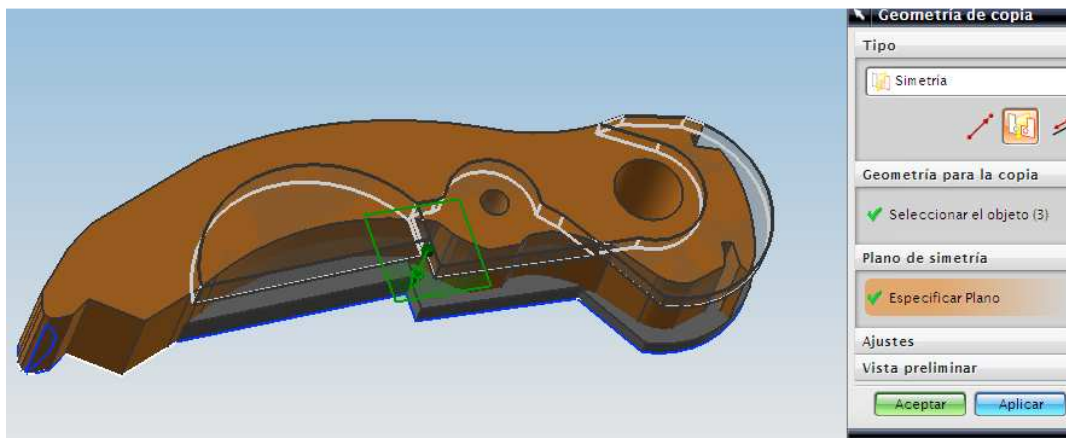 Geometría de copia
Tipo
Simetría
Geometría para la copia
Seleccionar el objeto (3)
Plano de simetría
Especificar Plano
Ajustes
Vista preliminar
Aceptar
Aplicar